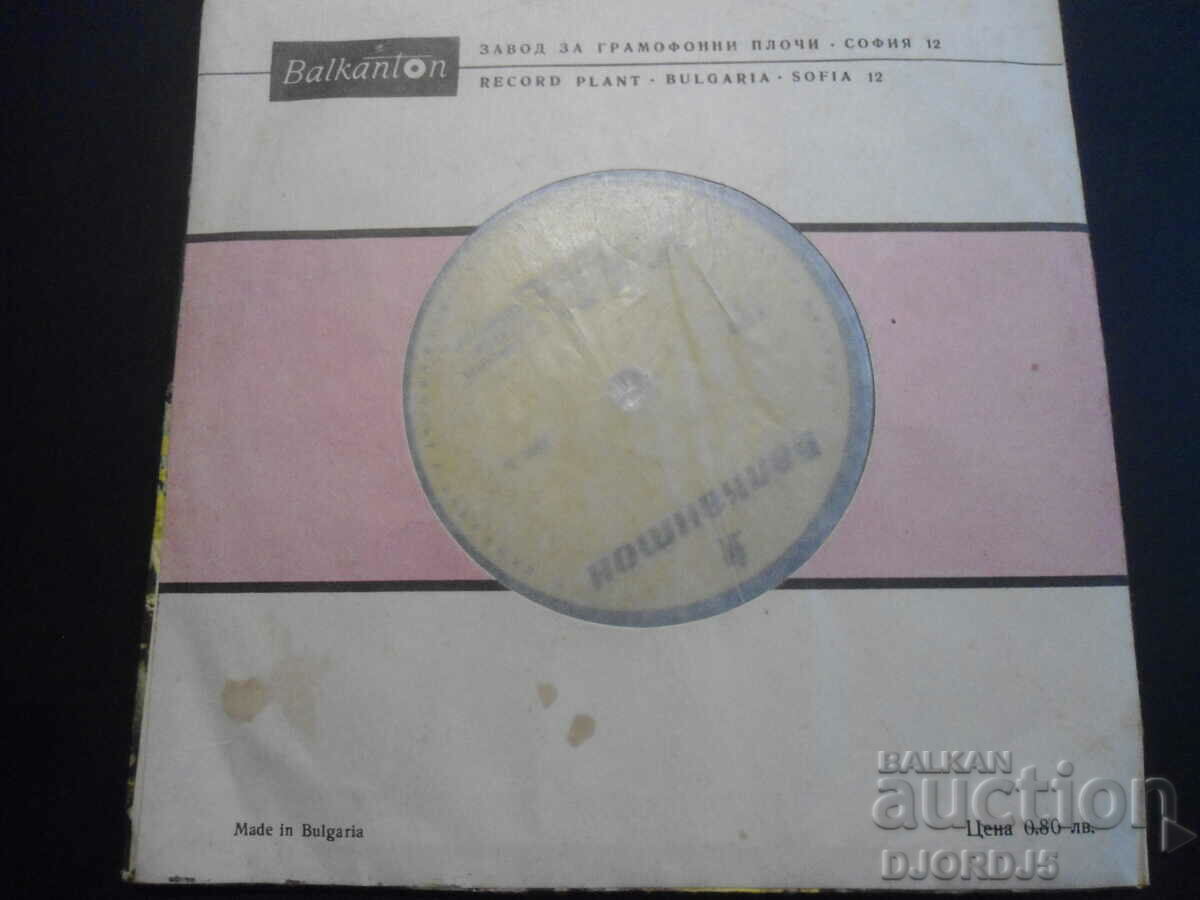 Balkanton
ЗАВОД ЗА ГРАМОФОННИ ПЛОЧИ · СОФИЯ 12
RECORD PLANT · BULGARIA · SOFIA 12
балкантон
Made in Bulgaria
Цена 0.80 лв.
BALKAN
auction
DJORDJ5